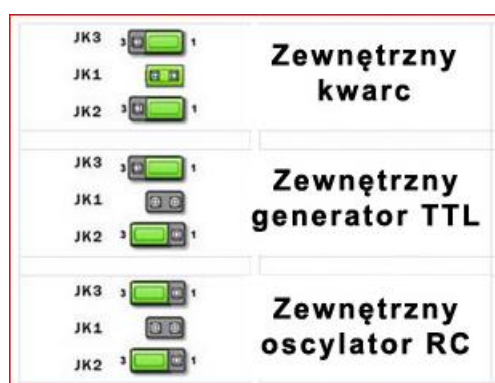 JK3 3 1
JK1
JK2 3 1
Zewnętrzny
kwarc
JK3 3 1
JK1
JK2 3 1
Zewnętrzny
generator TTL
JK3 3 1
JK1
JK2 3 1
Zewnętrzny
oscylator RC